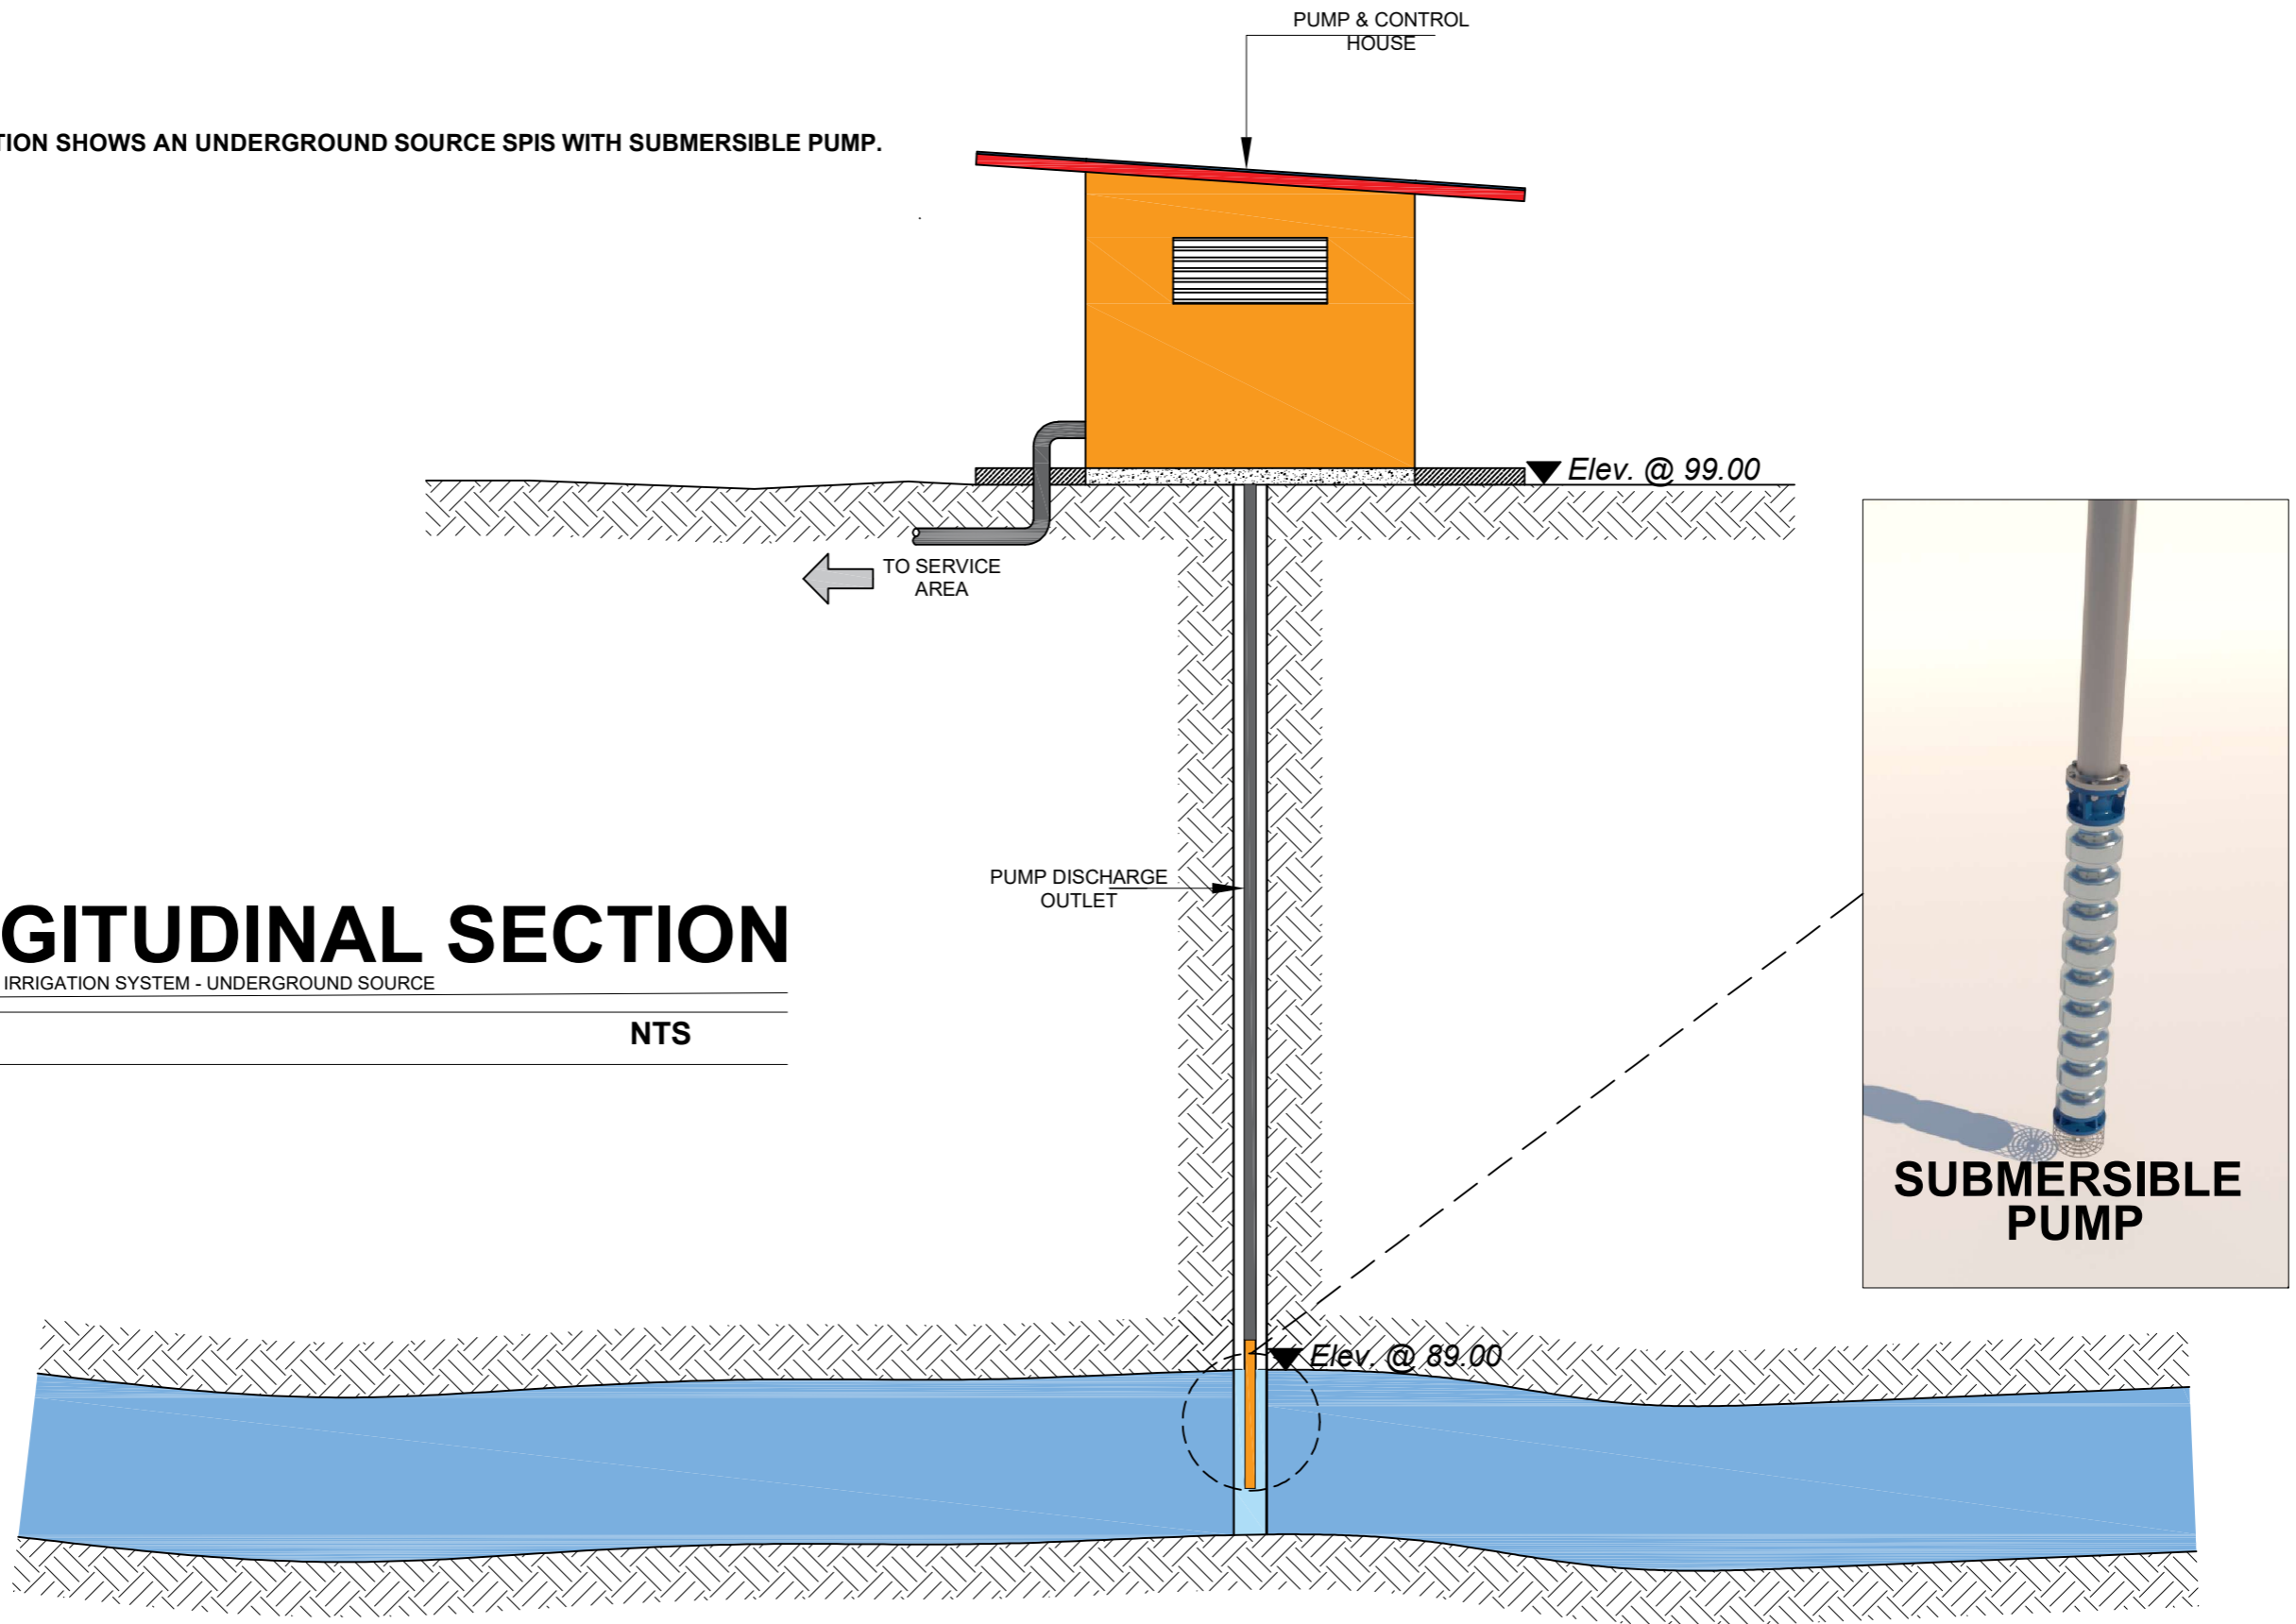 PUMP & CONTROL
HOUSE
TION SHOWS AN UNDERGROUND SOURCE SPIS WITH SUBMERSIBLE PUMP.
Elev. @ 99.00
TO SERVICE
AREA
PUMP DISCHARGE
OUTLET
GITUDINAL SECTION
IRRIGATION SYSTEM - UNDERGROUND SOURCE
NTS
SUBMERSIBLE
PUMP
Elev. @ 89.00